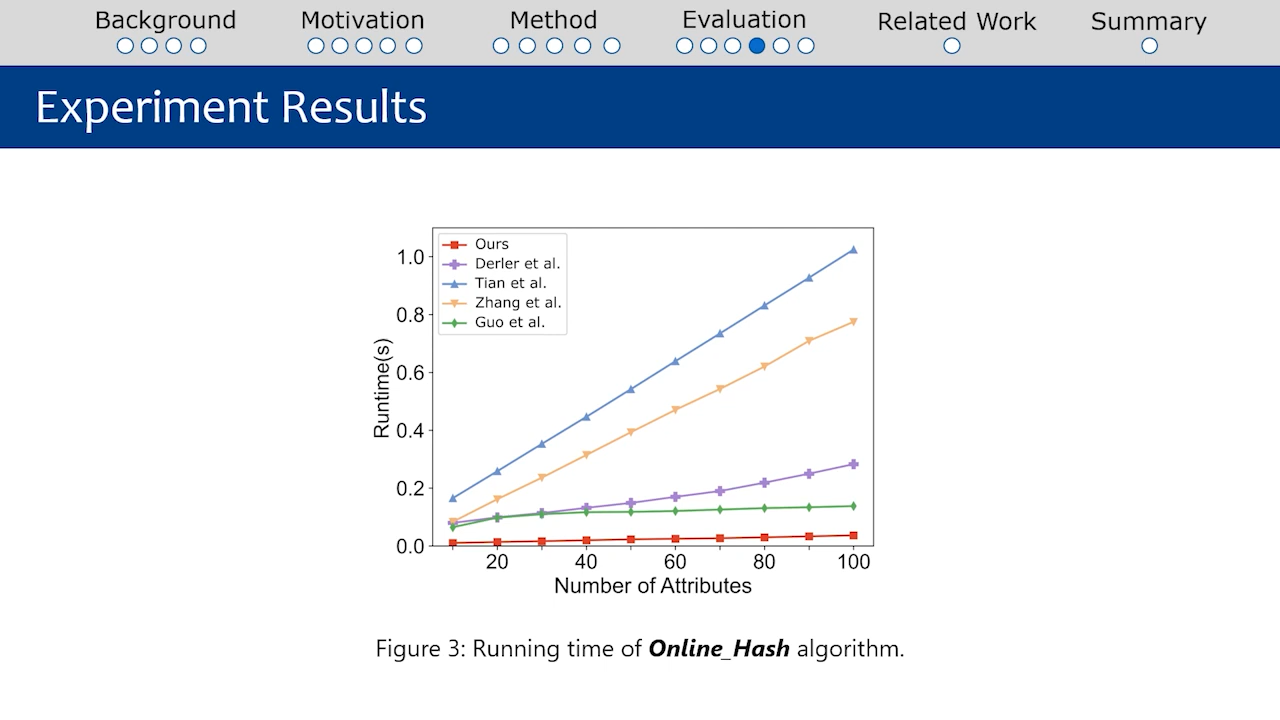 Background Motivation Method Evaluation Related Work Summary
Experiment Results
Ours
Derler et al.
Tian et al.
Zhang et al.
Guo et al.
Runtime(s)
1.0
0.8
0.6
0.4
0.2
0.0
20 40 60 80 100
Number of Attributes
Figure 3: Running time of Online_Hash algorithm.